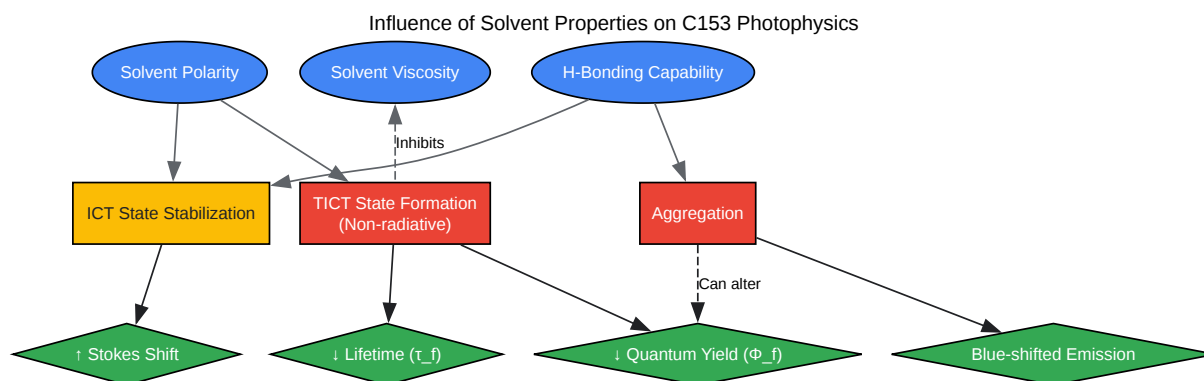 Influence of Solvent Properties on C153 Photophysics
Solvent Polarity
Solvent Viscosity
H-Bonding Capability
Inhibits
ICT State Stabilization
TICT State Formation
(Non-radiative)
Aggregation
Can alter
↑ Stokes Shift
↓ Lifetime (τ_f)
↓ Quantum Yield (Φ_f)
Blue-shifted Emission